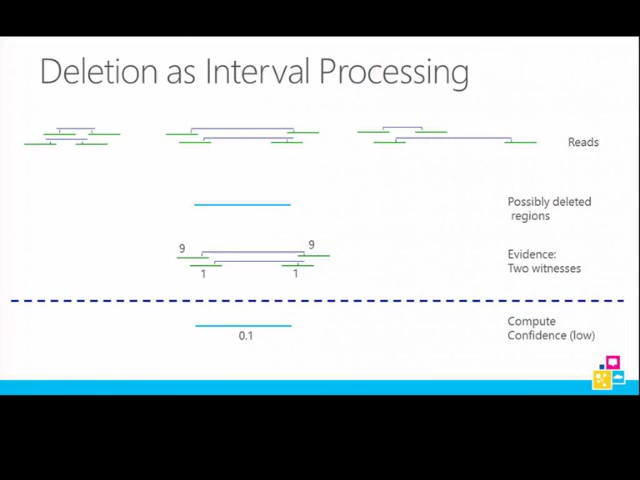 Deletion as Interval Processing
Reads
Possibly deleted
regions
9
9
Evidence:
Two witnesses
1
1
Compute
Confidence (low)
0.1